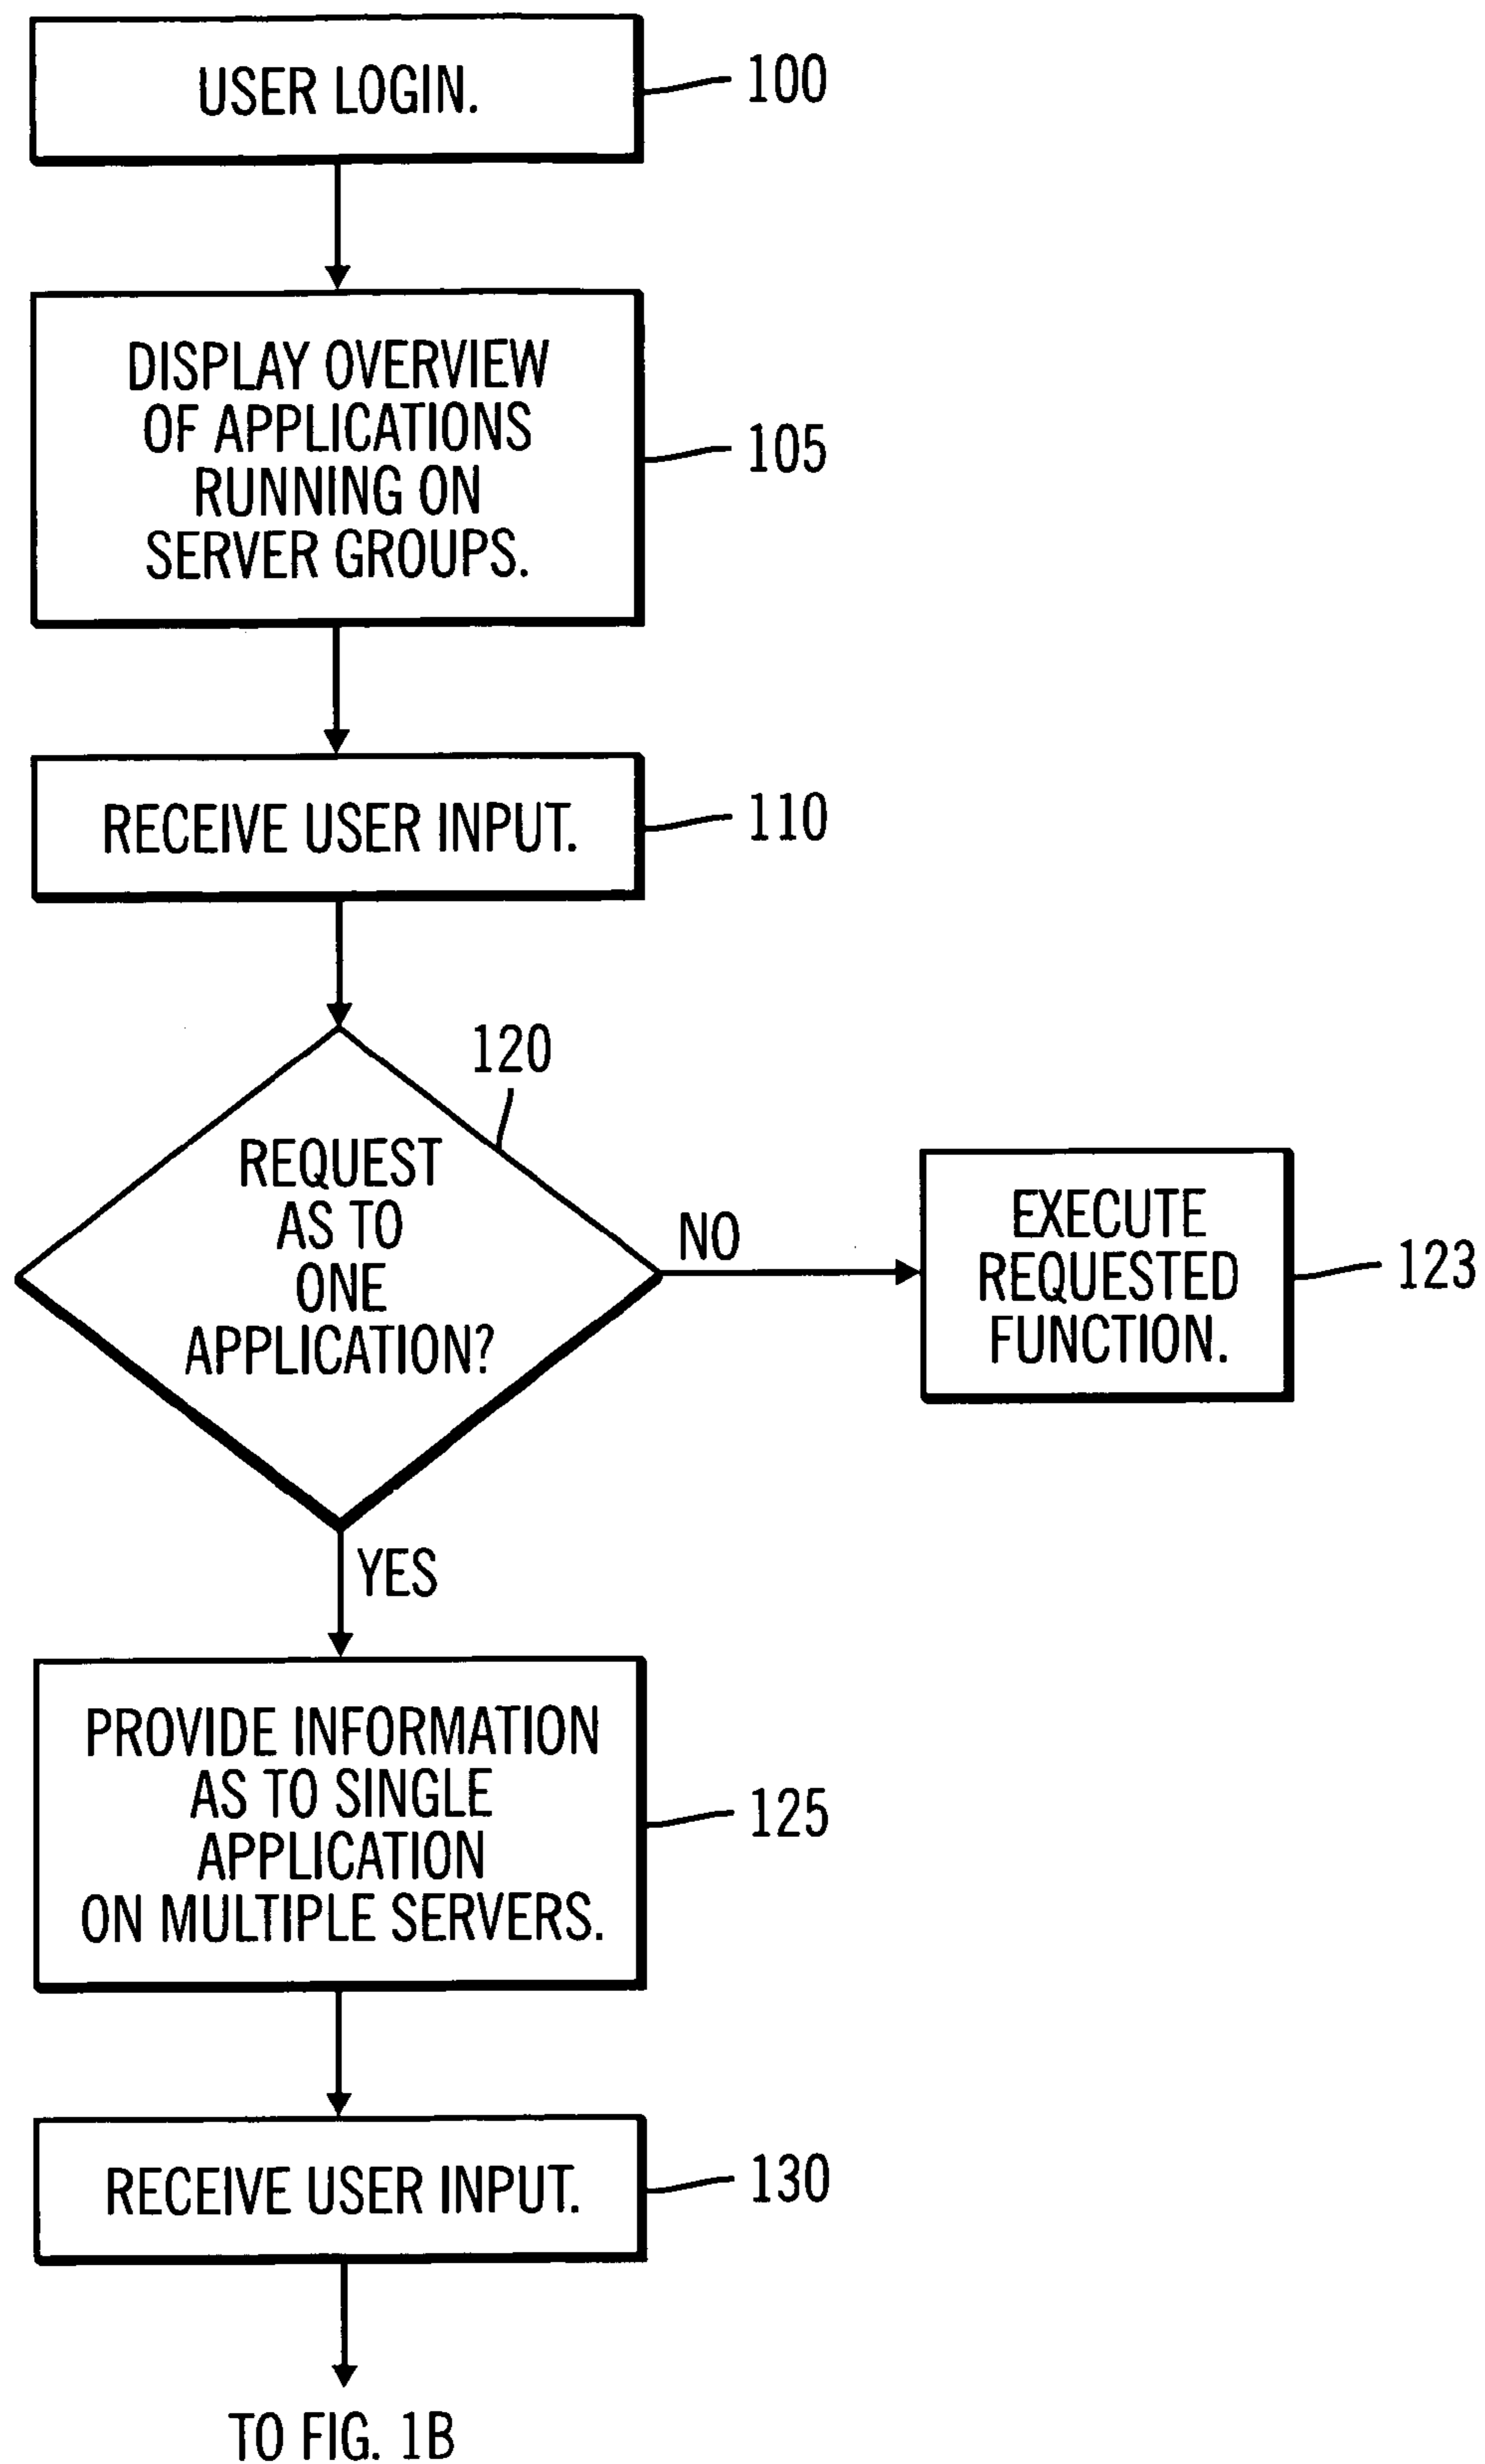 USER LOGIN.
100
DISPLAY OVERVIEW
OF APPLICATIONS
RUNNING ON
SERVER GROUPS.
105
RECEIVE USER INPUT.
110
120
REQUEST
AS TO
ONE
APPLICATION?
NO
EXECUTE
REQUESTED
FUNCTION.
123
YES
PROVIDE INFORMATION
AS TO SINGLE
APPLICATION
ON MULTIPLE SERVERS.
125
RECEIVE USER INPUT.
130
TO FIG. 1B